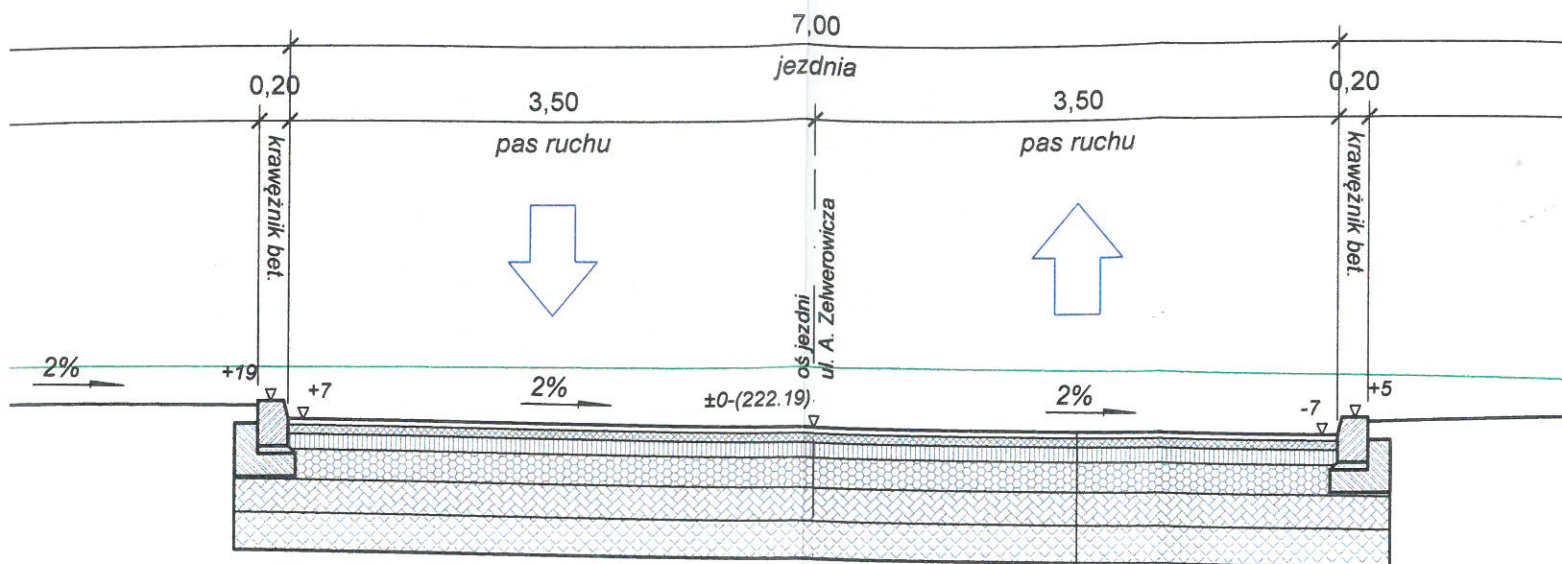 7,00
jezdnia
0,20
3,50
3,50
0,20
krawężnik bet.
pas ruchu
pas ruchu
krawężnik bet.
oś jezdni
ul. A. Zelwerowicza
2%
+19
+7
2%
±0-(222.19)
2%
-7
+5